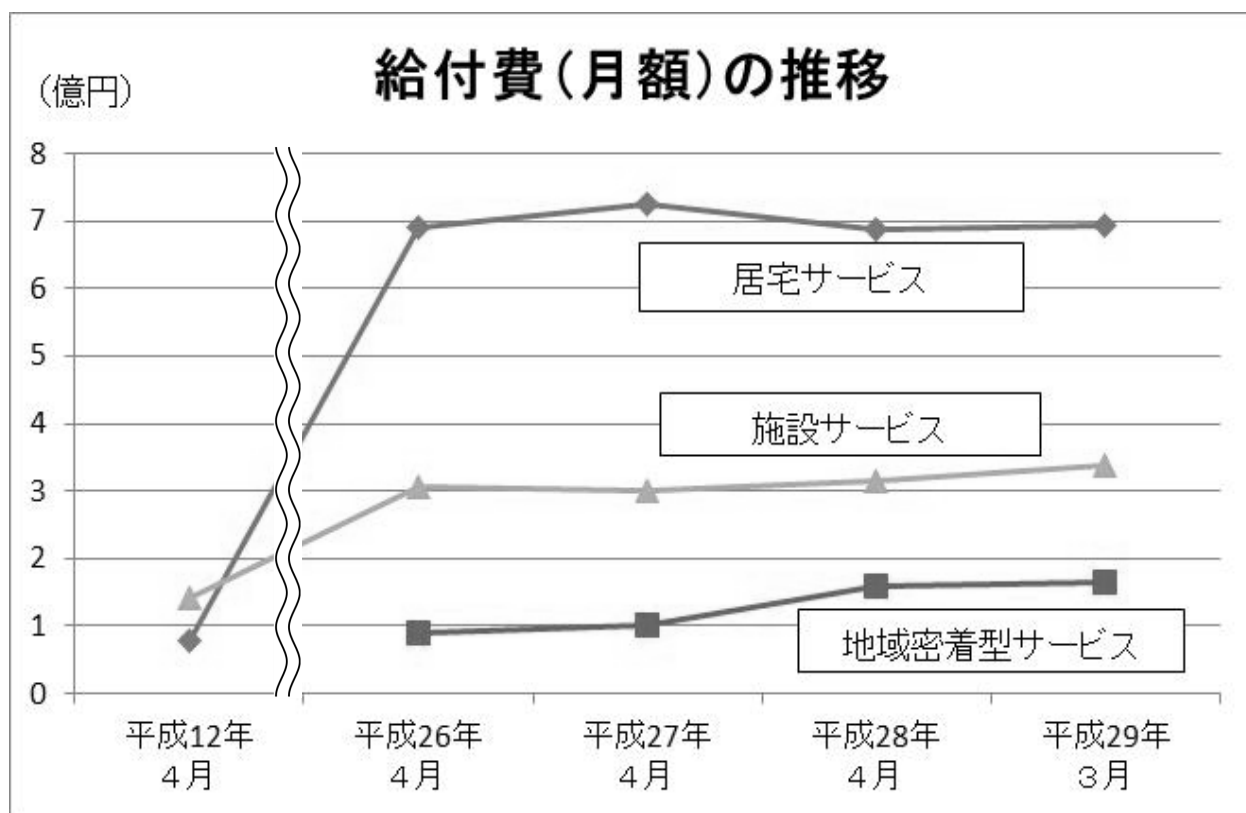 給付費(月額)の推移
(億円)
8
7
6
5
4
3
2
1
0
居宅サービス
施設サービス
地域密着型サービス
平成12年
４月
平成26年
４月
平成27年
４月
平成28年
４月
平成29年
３月